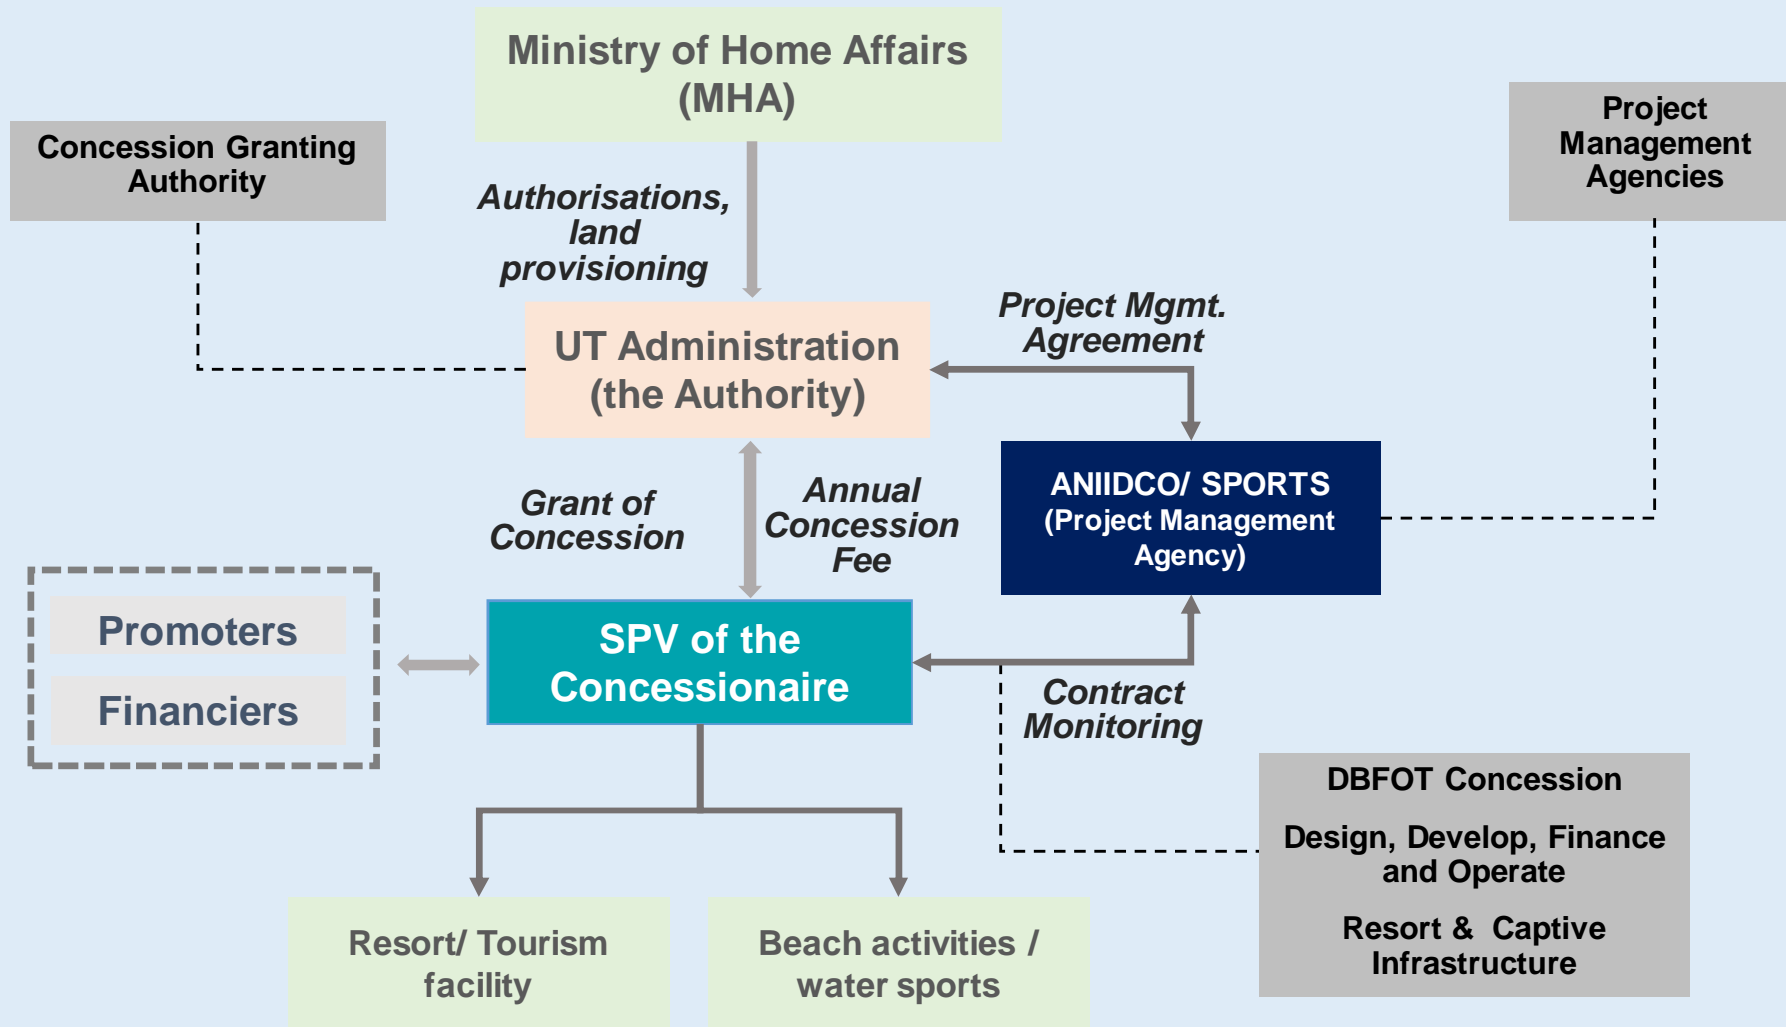 Ministry of Home Affairs
(MHA)
Concession Granting
Authority
Project
Management
Agencies
Authorisations,
land
provisioning
UT Administration
(the Authority)
Project Mgmt.
Agreement
Grant of
Concession
Annual
Concession
Fee
ANIIDCO/ SPORTS
(Project Management
Agency)
Promoters
Financiers
SPV of the
Concessionaire
Contract
Monitoring
DBFOT Concession
Design, Develop, Finance
and Operate
Resort & Captive
Infrastructure
Resort/ Tourism
facility
Beach activities /
water sports